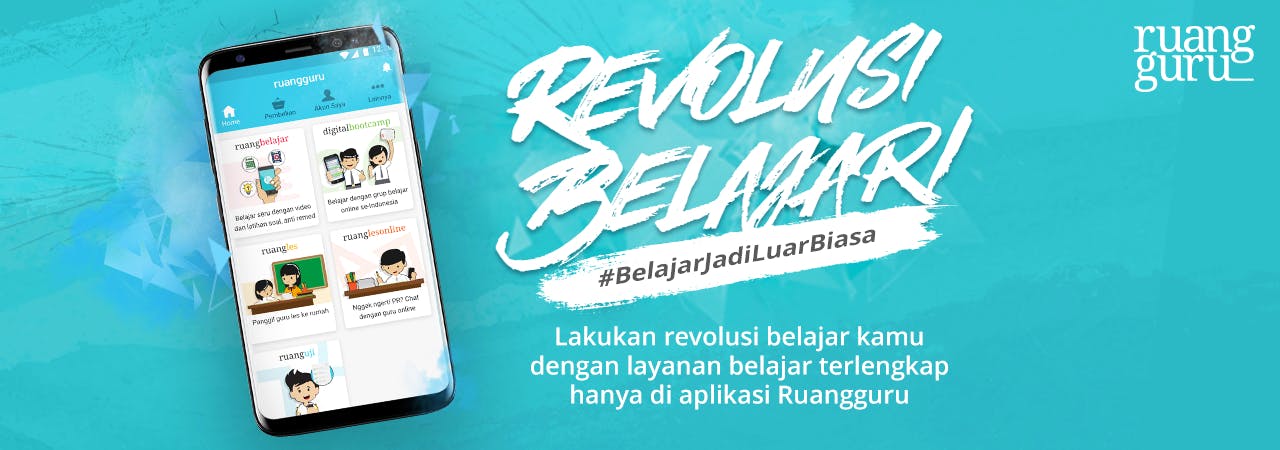 ruang
guru
REVOLUSI
BELAJAR!
#BelajarJadiLuarBiasa
Lakukan revolusi belajar kamu
dengan layanan belajar terlengkap
hanya di aplikasi Ruangguru
12
ruangguru
Home
Pembelian
Akun Saya
Lainnya
ruangbelajar
Belajar seru dengan video
dan latihan soal, anti remed
digitalbootcamp
Belajar dengan grup belajar
online se-Indonesia
ruangles
Panggil guru les ke rumah
ruanglesonline
Nggak ngerti PR? Chat
dengan guru online
ruanguji